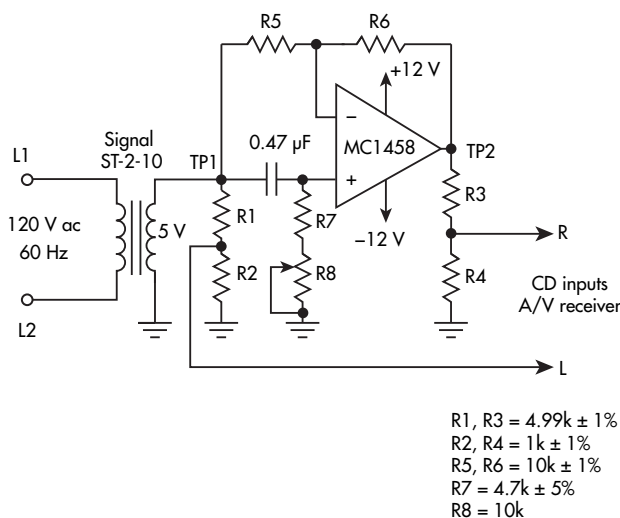 R5
R6
+12 V
Signal
ST-2-10
0.47 µF
L1
TP1
−
MC1458
TP2
+
R1
R7
R3
120 V ac
60 Hz
5 V
−12 V
R
R2
R8
R4
CD inputs
A/V receiver
L2
L
R1, R3 = 4.99k ± 1%
R2, R4 = 1k ± 1%
R5, R6 = 10k ± 1%
R7 = 4.7k ± 5%
R8 = 10k